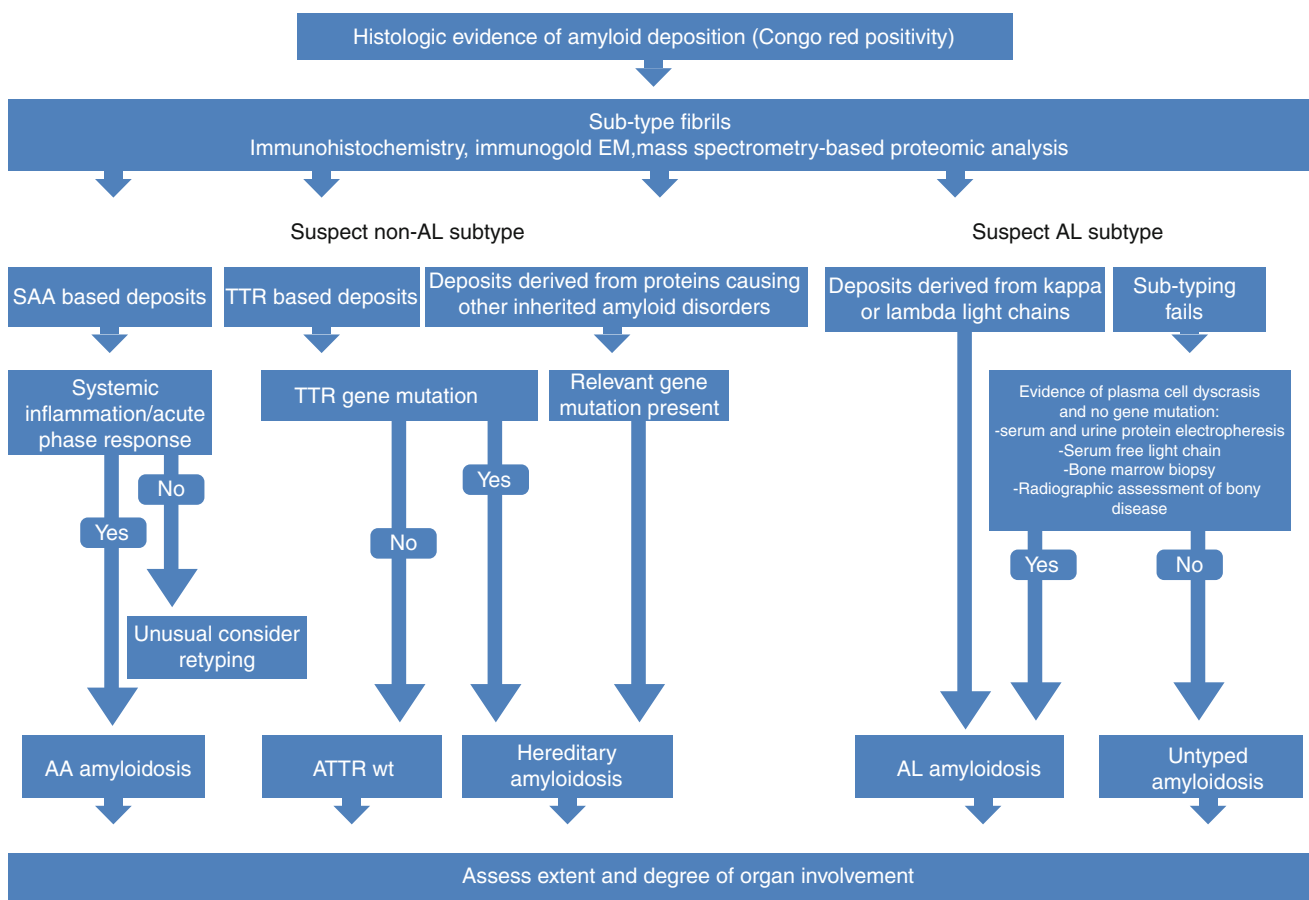 Histologic evidence of amyloid deposition (Congo red positivity)
Sub-type fibrils
Immunohistochemistry, immunogold EM,mass spectrometry-based proteomic analysis
Suspect non-AL subtype
Suspect AL subtype
SAA based deposits
TTR based deposits
Deposits derived from proteins causing
other inherited amyloid disorders
Deposits derived from kappa
or lambda light chains
Sub-typing
fails
Systemic
inflammation/acute
phase response
TTR gene mutation
Relevant gene
mutation present
Evidence of plasma cell dyscrasis
and no gene mutation:
-serum and urine protein electropheresis
-Serum free light chain
-Bone marrow biopsy
-Radiographic assessment of bony
disease
Yes
No
No
Yes
Yes
No
Unusual consider
retyping
AA amyloidosis
ATTR wt
Hereditary
amyloidosis
AL amyloidosis
Untyped
amyloidosis
Assess extent and degree of organ involvement